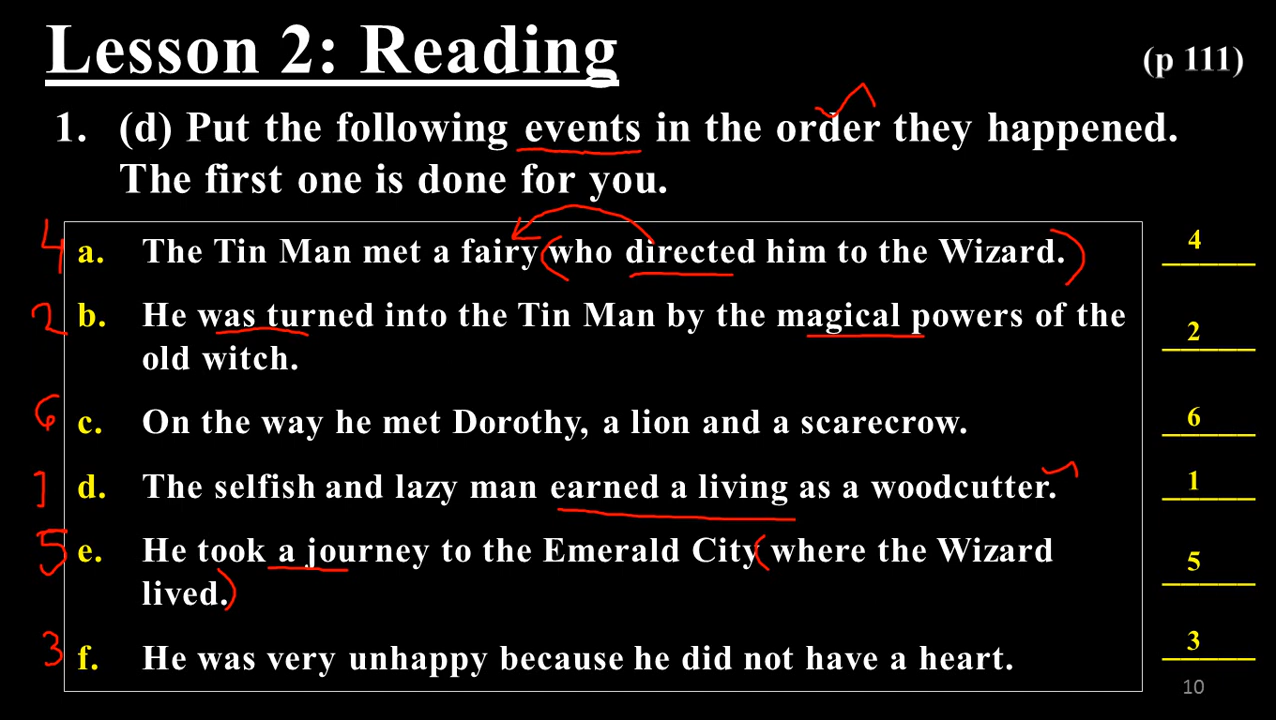 Lesson 2: Reading
(p 111)
1. (d) Put the following events in the order they happened.
The first one is done for you.
4 a. The Tin Man met a fairy (who directed him to the Wizard.) 4
2 b. He was turned into the Tin Man by the magical powers of the 2
old witch.
6 c. On the way he met Dorothy, a lion and a scarecrow. 6
1 d. The selfish and lazy man earned a living as a woodcutter. 1
5 e. He took a journey to the Emerald City (where the Wizard 5
lived.)
3 f. He was very unhappy because he did not have a heart. 3
10